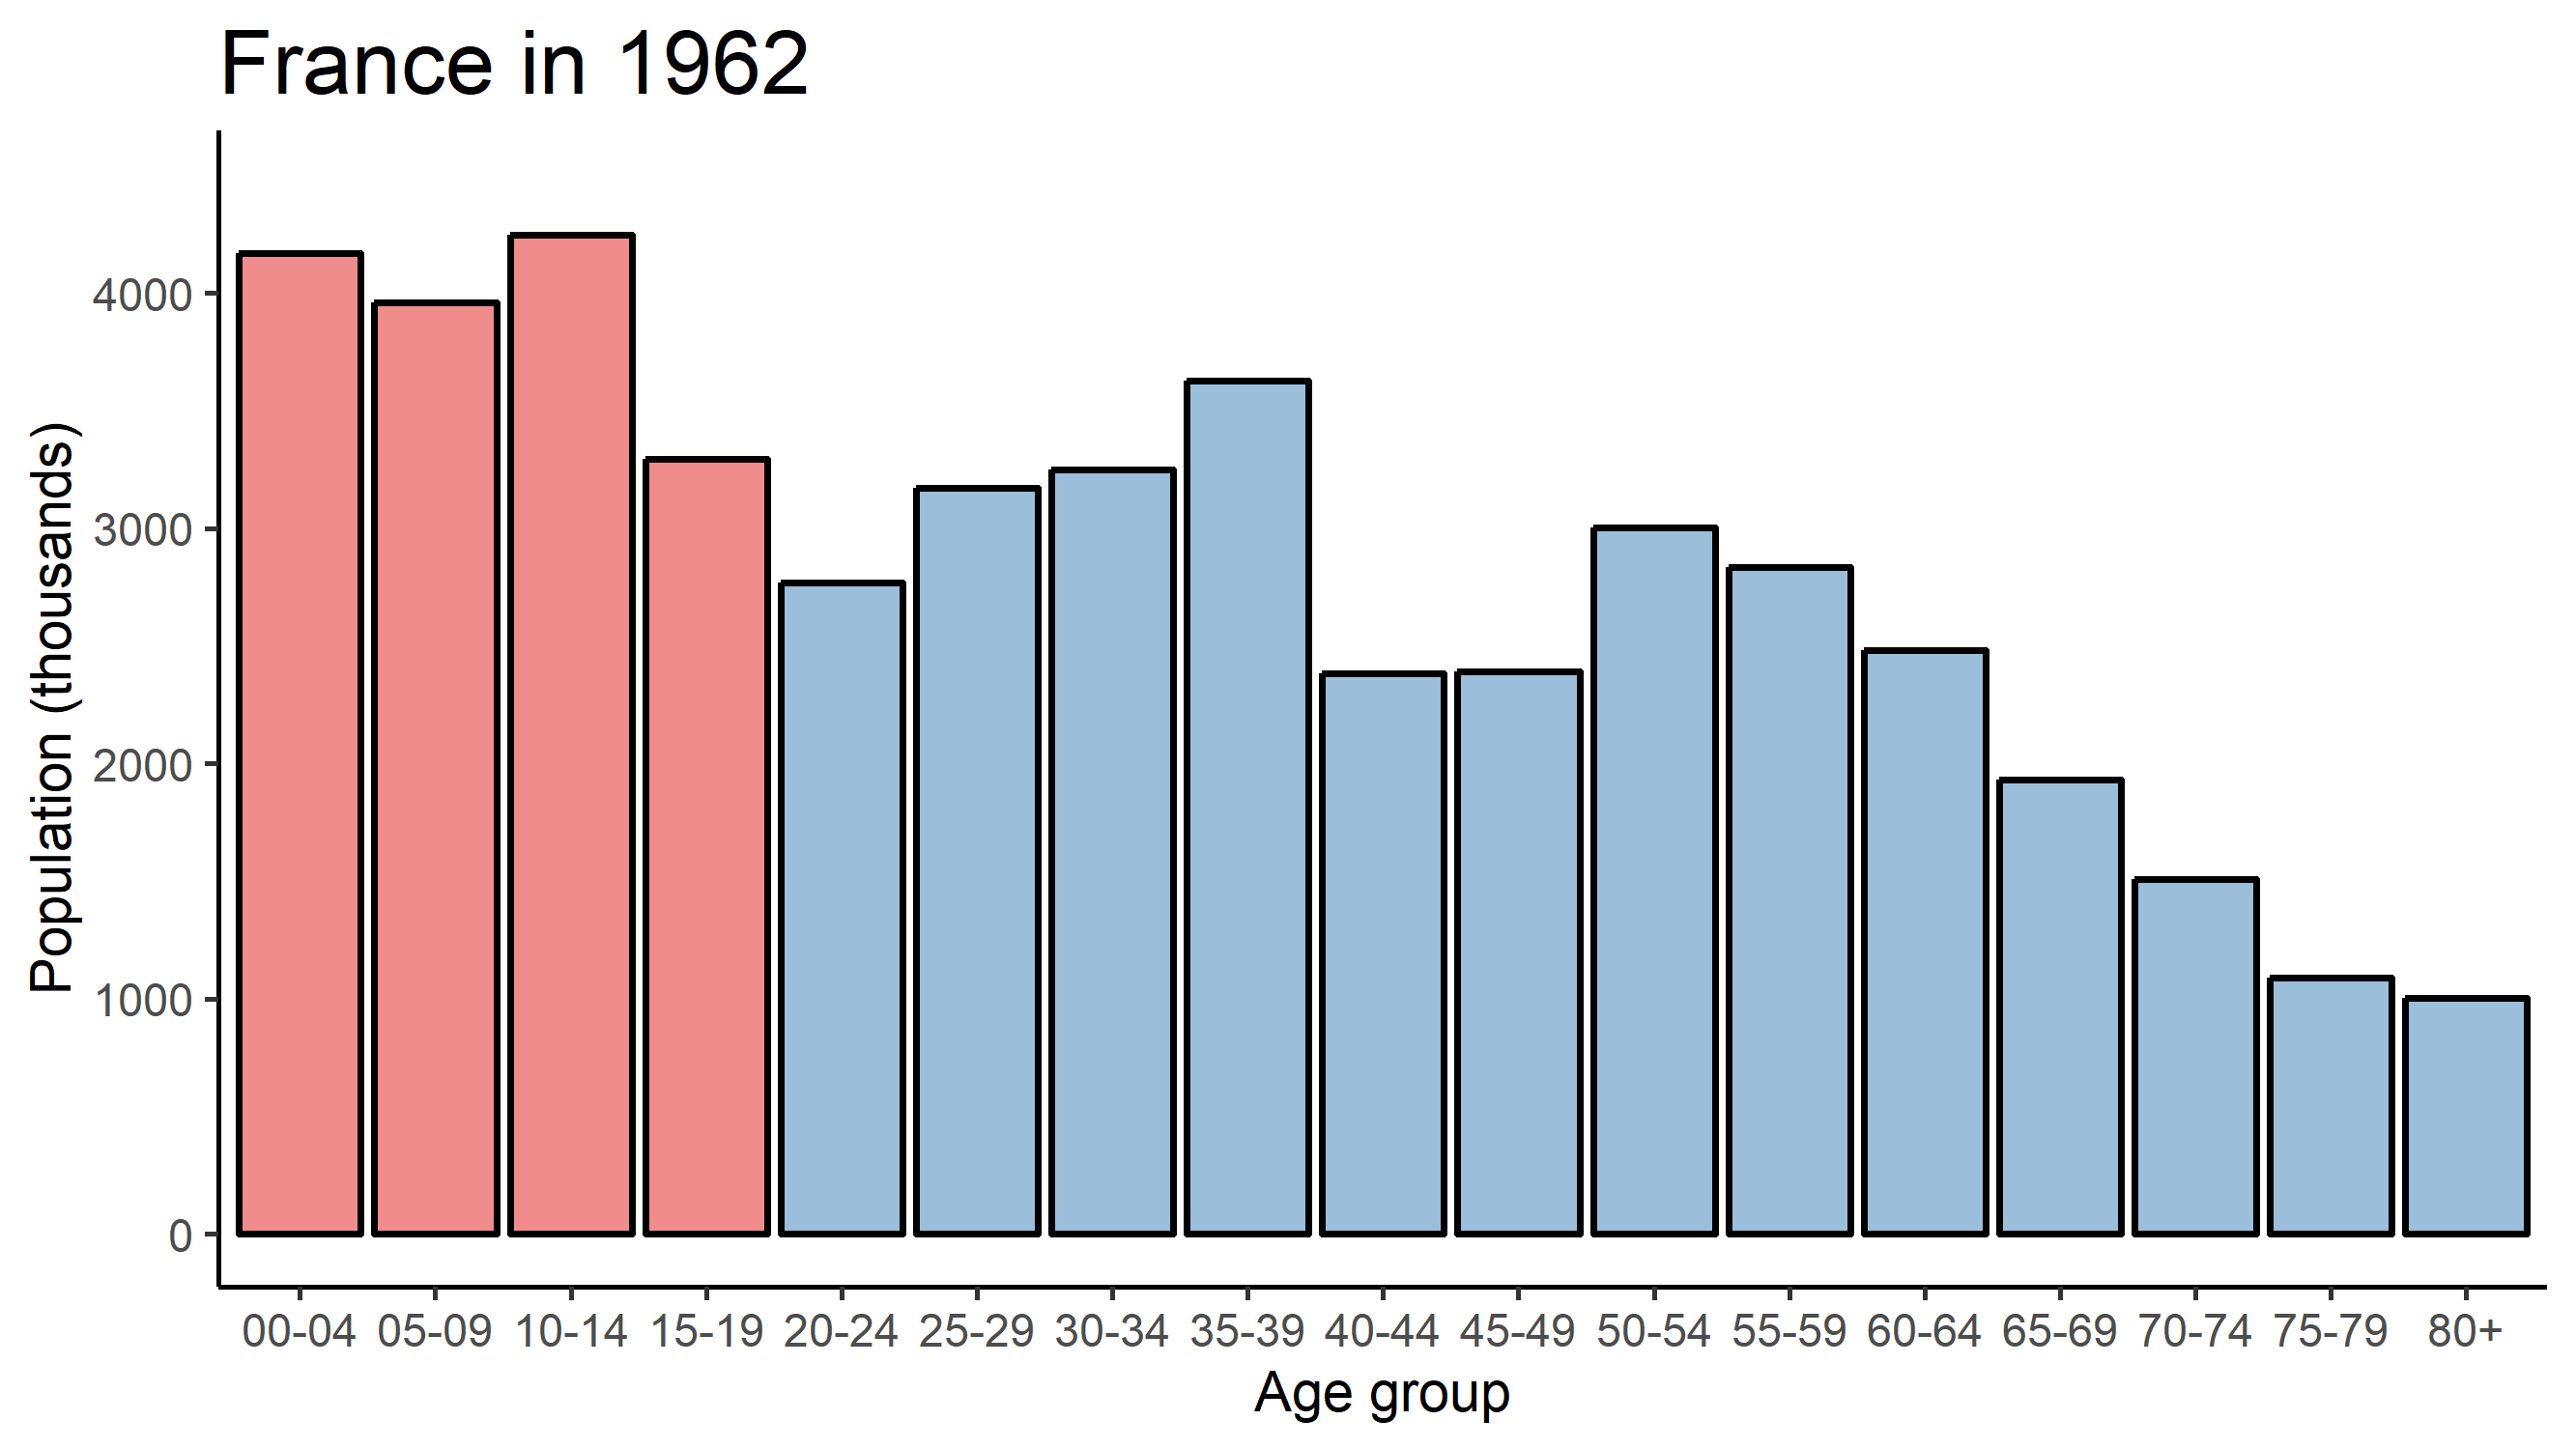 France in 1962
Population (thousands)
4000
3000
2000
1000
0
00-04 05-09 10-14 15-19 20-24 25-29 30-34 35-39 40-44 45-49 50-54 55-59 60-64 65-69 70-74 75-79 80+
Age group